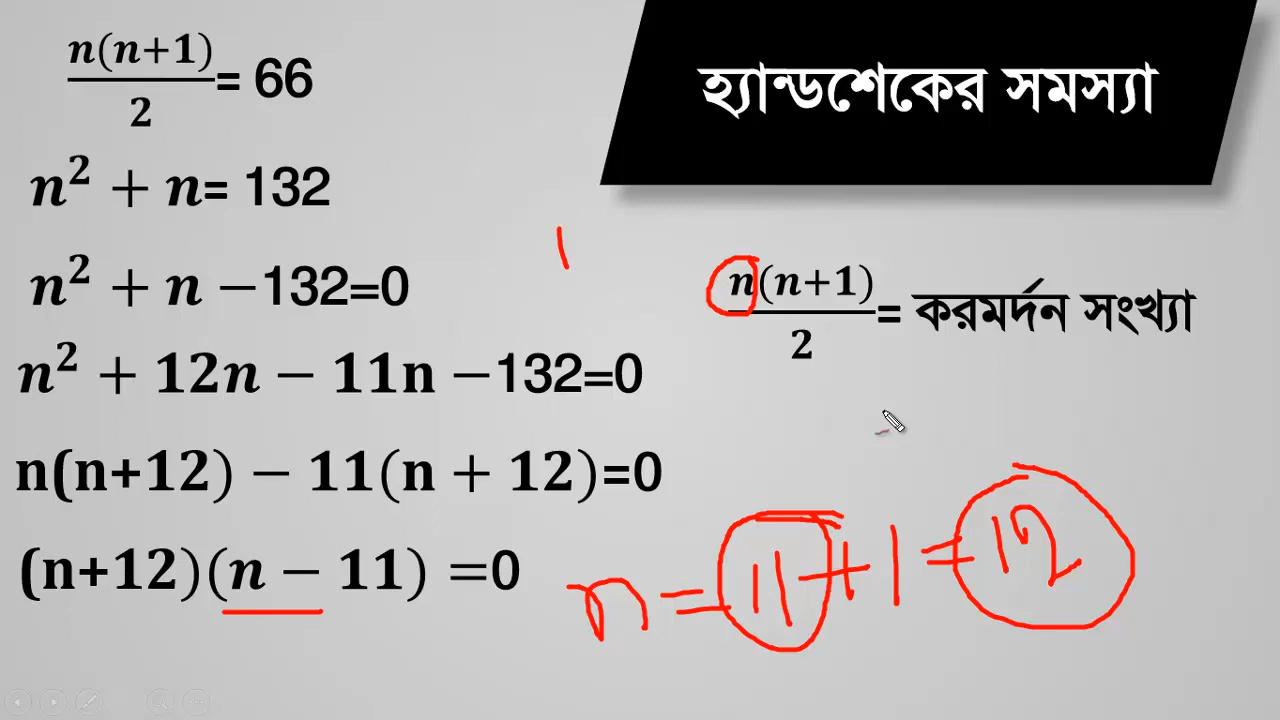 হ্যান্ডশেকের সমস্যা
n(n+1)/2 = 66
n² + n= 132
n² + n −132=0
n² + 12n − 11n −132=0
n(n+12) − 11(n + 12)=0
(n+12)(n − 11) =0
n(n+1)/2 = করমর্দন সংখ্যা
n = 11 + 1 = 12